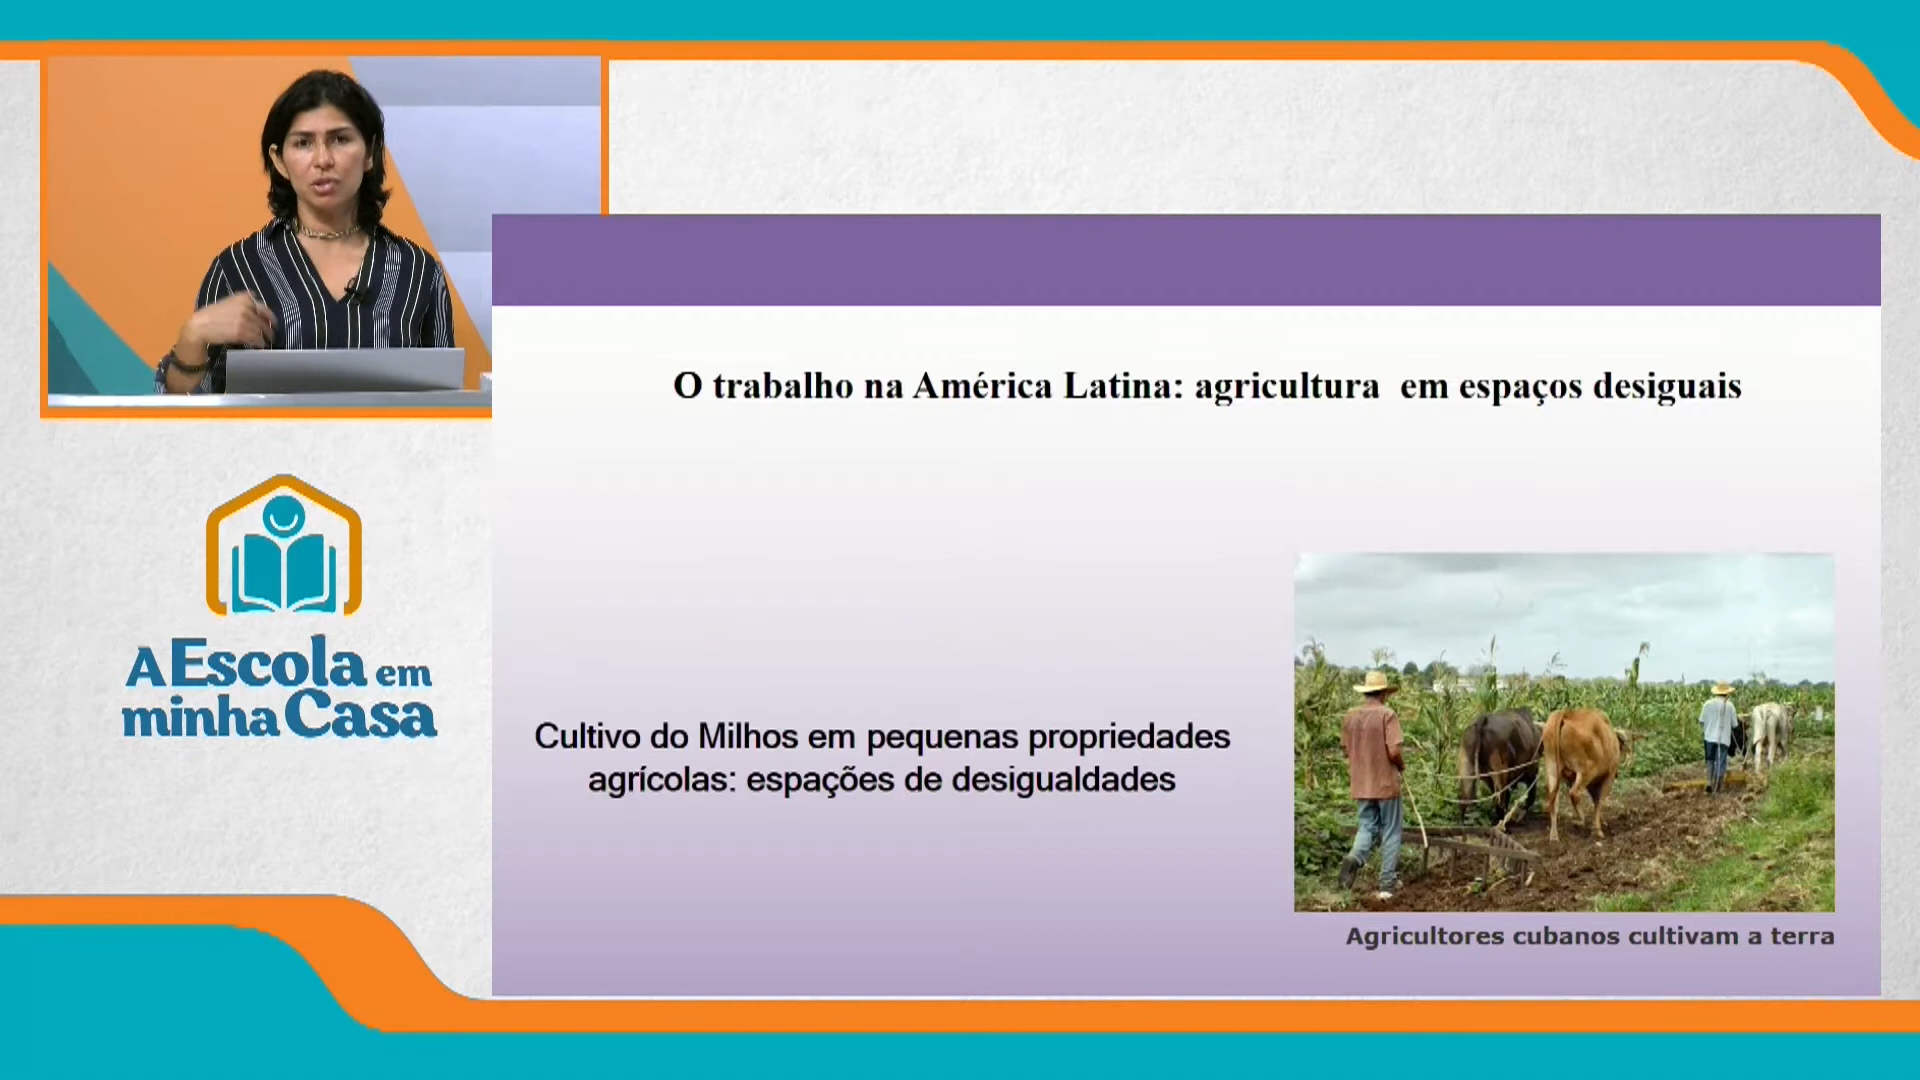 O trabalho na América Latina: agricultura  em espaços desiguais
A Escola em
minha Casa
Cultivo do Milhos em pequenas propriedades
agrícolas: espações de desigualdades
Agricultores cubanos cultivam a terra